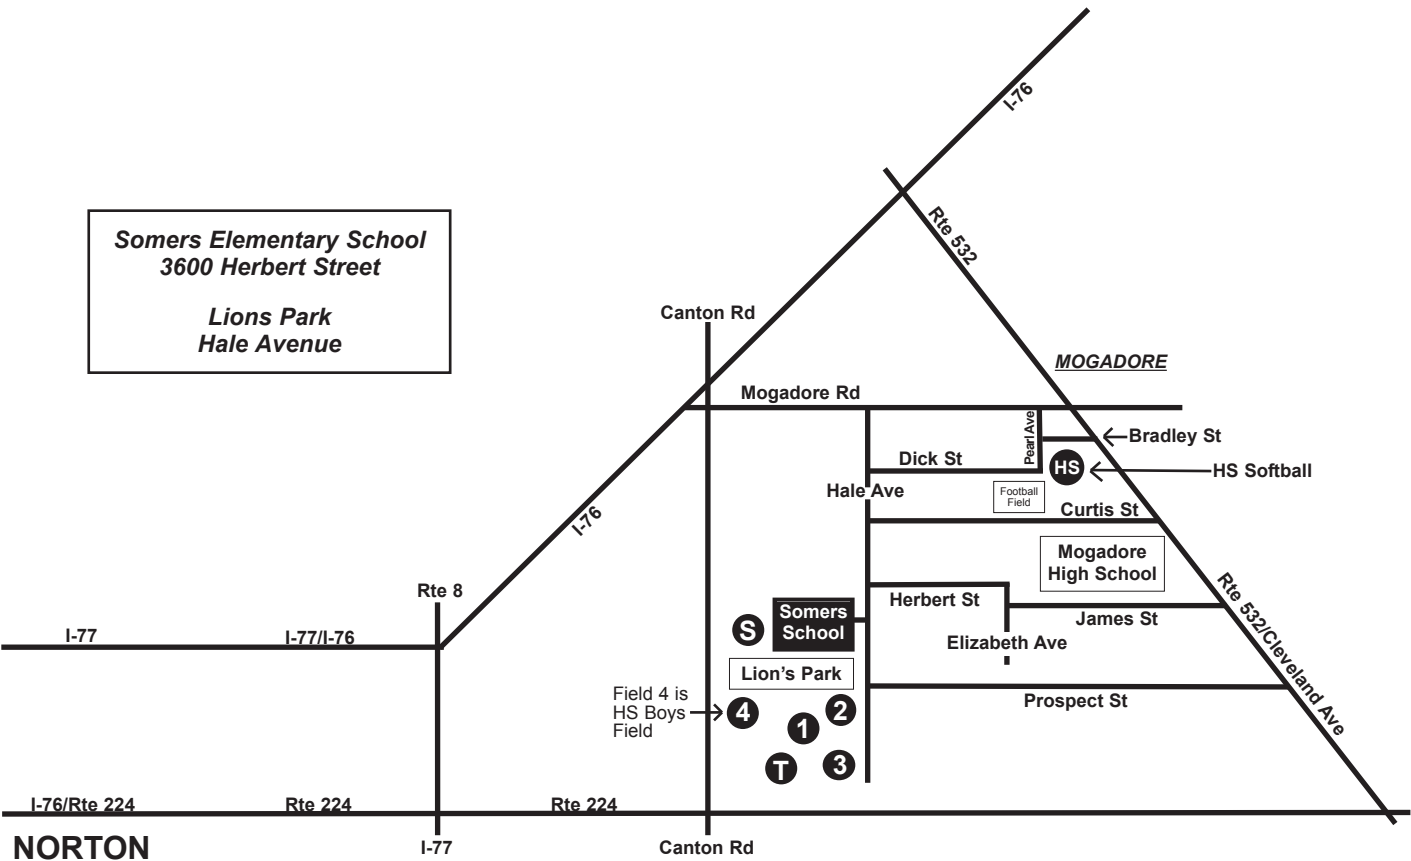 I-76
Rte 532
Somers Elementary School
3600 Herbert Street
Lions Park
Hale Avenue
Canton Rd
MOGADORE
Mogadore Rd
Pearl Ave
Bradley St
Dick St
HS
HS Softball
Hale Ave
Football
Field
Curtis St
I-76
Mogadore
High School
Rte 8
Herbert St
Rte 532/Cleveland Ave
Somers
School
James St
S
I-77
I-77/I-76
Elizabeth Ave
Lion's Park
Prospect St
Field 4 is
HS Boys
Field
4
2
1
3
T
I-76/Rte 224
Rte 224
Rte 224
NORTON
I-77
Canton Rd